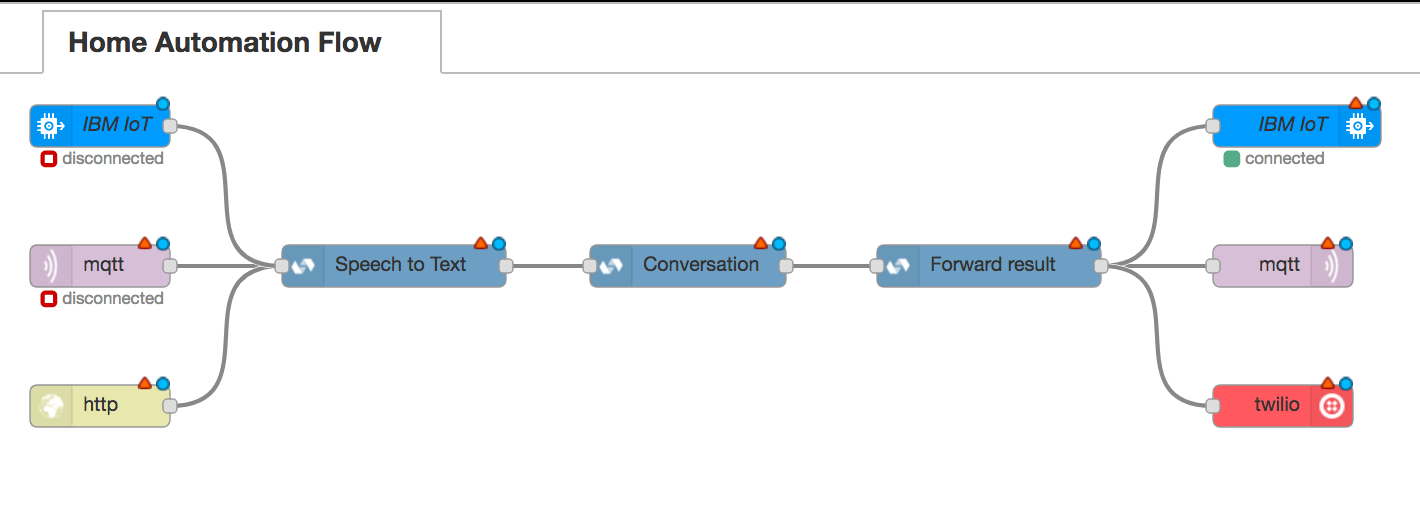 Home Automation Flow
IBM IoT
disconnected
mqtt
disconnected
http
Speech to Text
Conversation
Forward result
IBM IoT
connected
mqtt
twilio